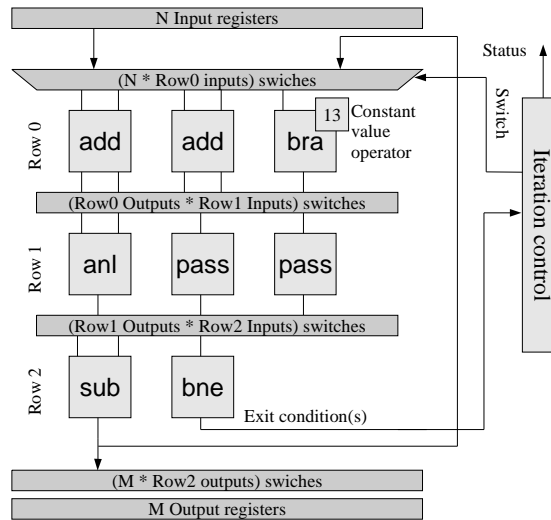 N Input registers
Status
(N * Row0 inputs) swiches
Switch
Row 0
add
add
bra
13
Constant
value
operator
(Row0 Outputs * Row1 Inputs) switches
Iteration control
Row 1
anl
pass
pass
(Row1 Outputs * Row2 Inputs) switches
Row 2
sub
bne
Exit condition(s)
(M * Row2 outputs) swiches
M Output registers